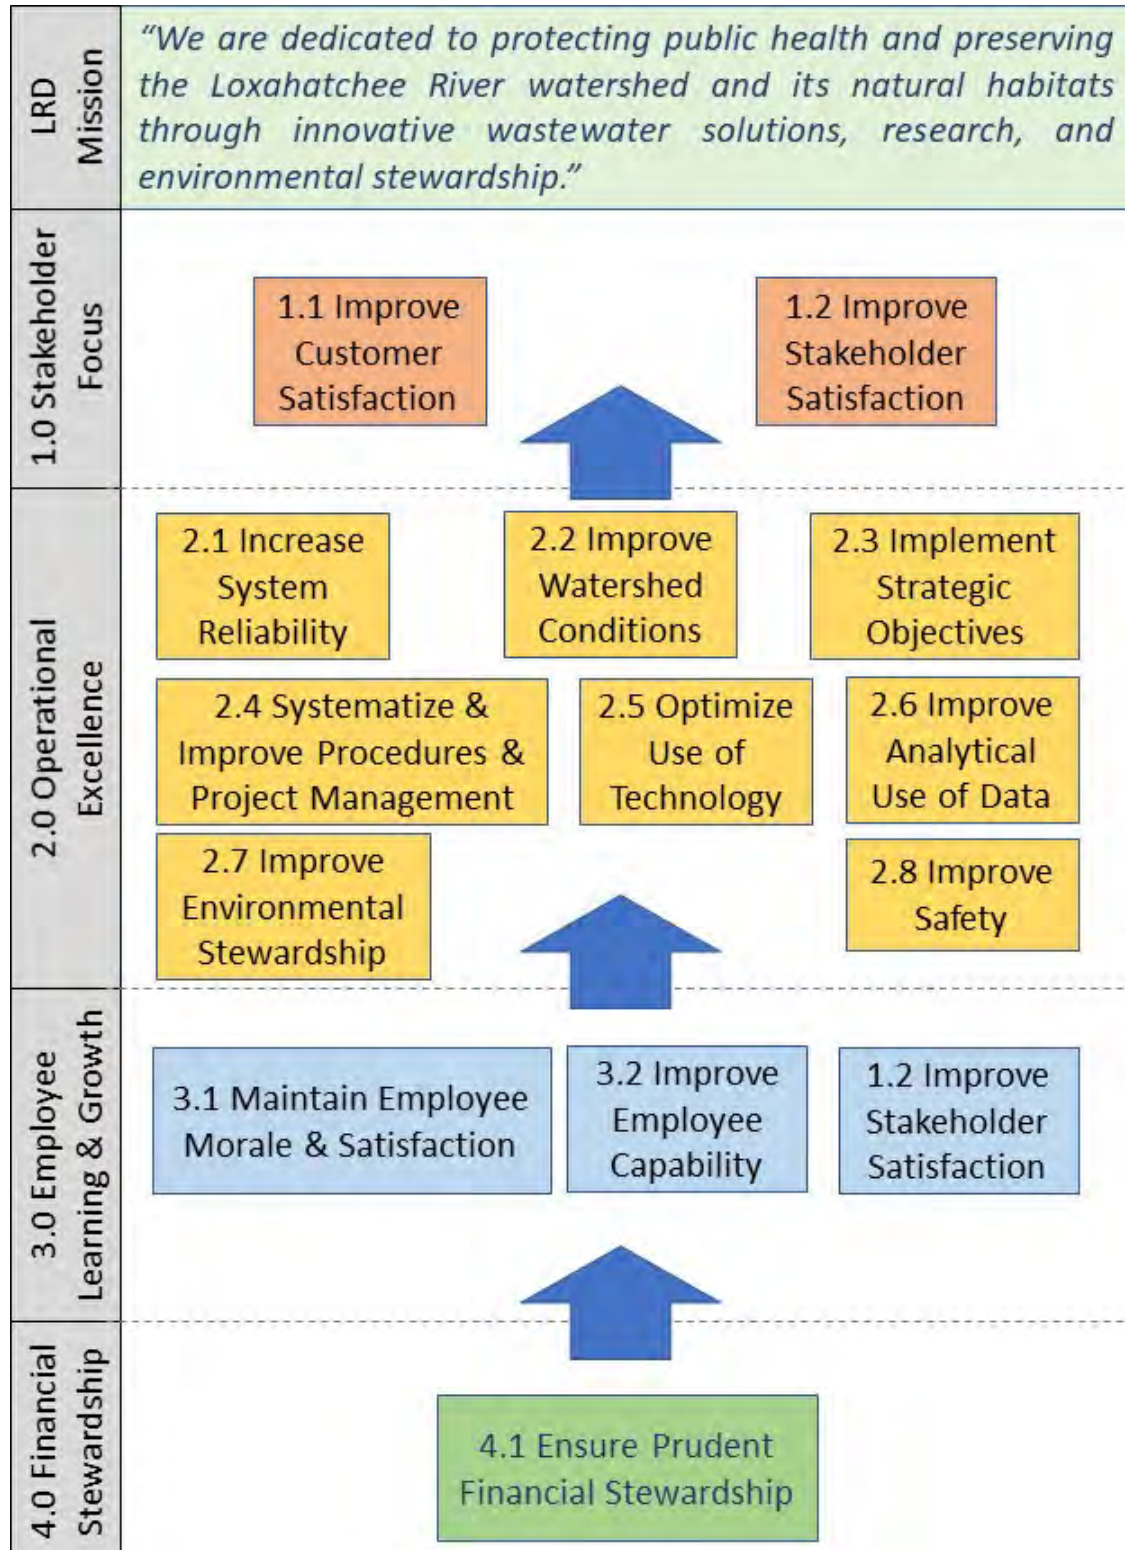 LRD
Mission
“We are dedicated to protecting public health and preserving
the Loxahatchee River watershed and its natural habitats
through innovative wastewater solutions, research, and
environmental stewardship.”
1.0 Stakeholder
Focus
1.1 Improve
Customer
Satisfaction
1.2 Improve
Stakeholder
Satisfaction
2.0 Operational
Excellence
2.1 Increase
System
Reliability
2.2 Improve
Watershed
Conditions
2.3 Implement
Strategic
Objectives
2.4 Systematize &
Improve Procedures &
Project Management
2.5 Optimize
Use of
Technology
2.6 Improve
Analytical
Use of Data
2.7 Improve
Environmental
Stewardship
2.8 Improve
Safety
3.0 Employee
Learning & Growth
3.1 Maintain Employee
Morale & Satisfaction
3.2 Improve
Employee
Capability
1.2 Improve
Stakeholder
Satisfaction
4.0 Financial
Stewardship
4.1 Ensure Prudent
Financial Stewardship